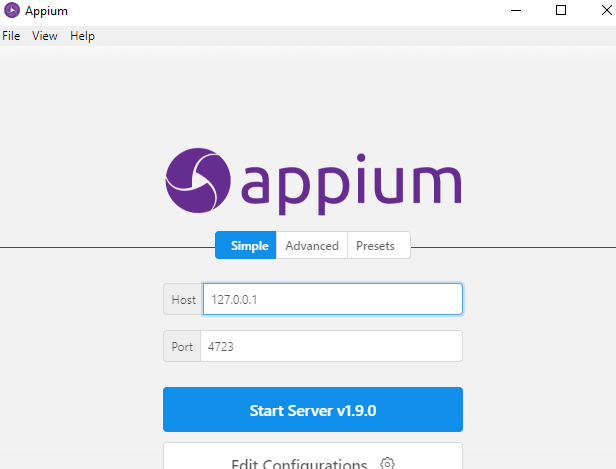 Appium
File View Help
appium
Simple Advanced Presets
Host 127.0.0.1
Port 4723
Start Server v1.9.0
Edit Configurations